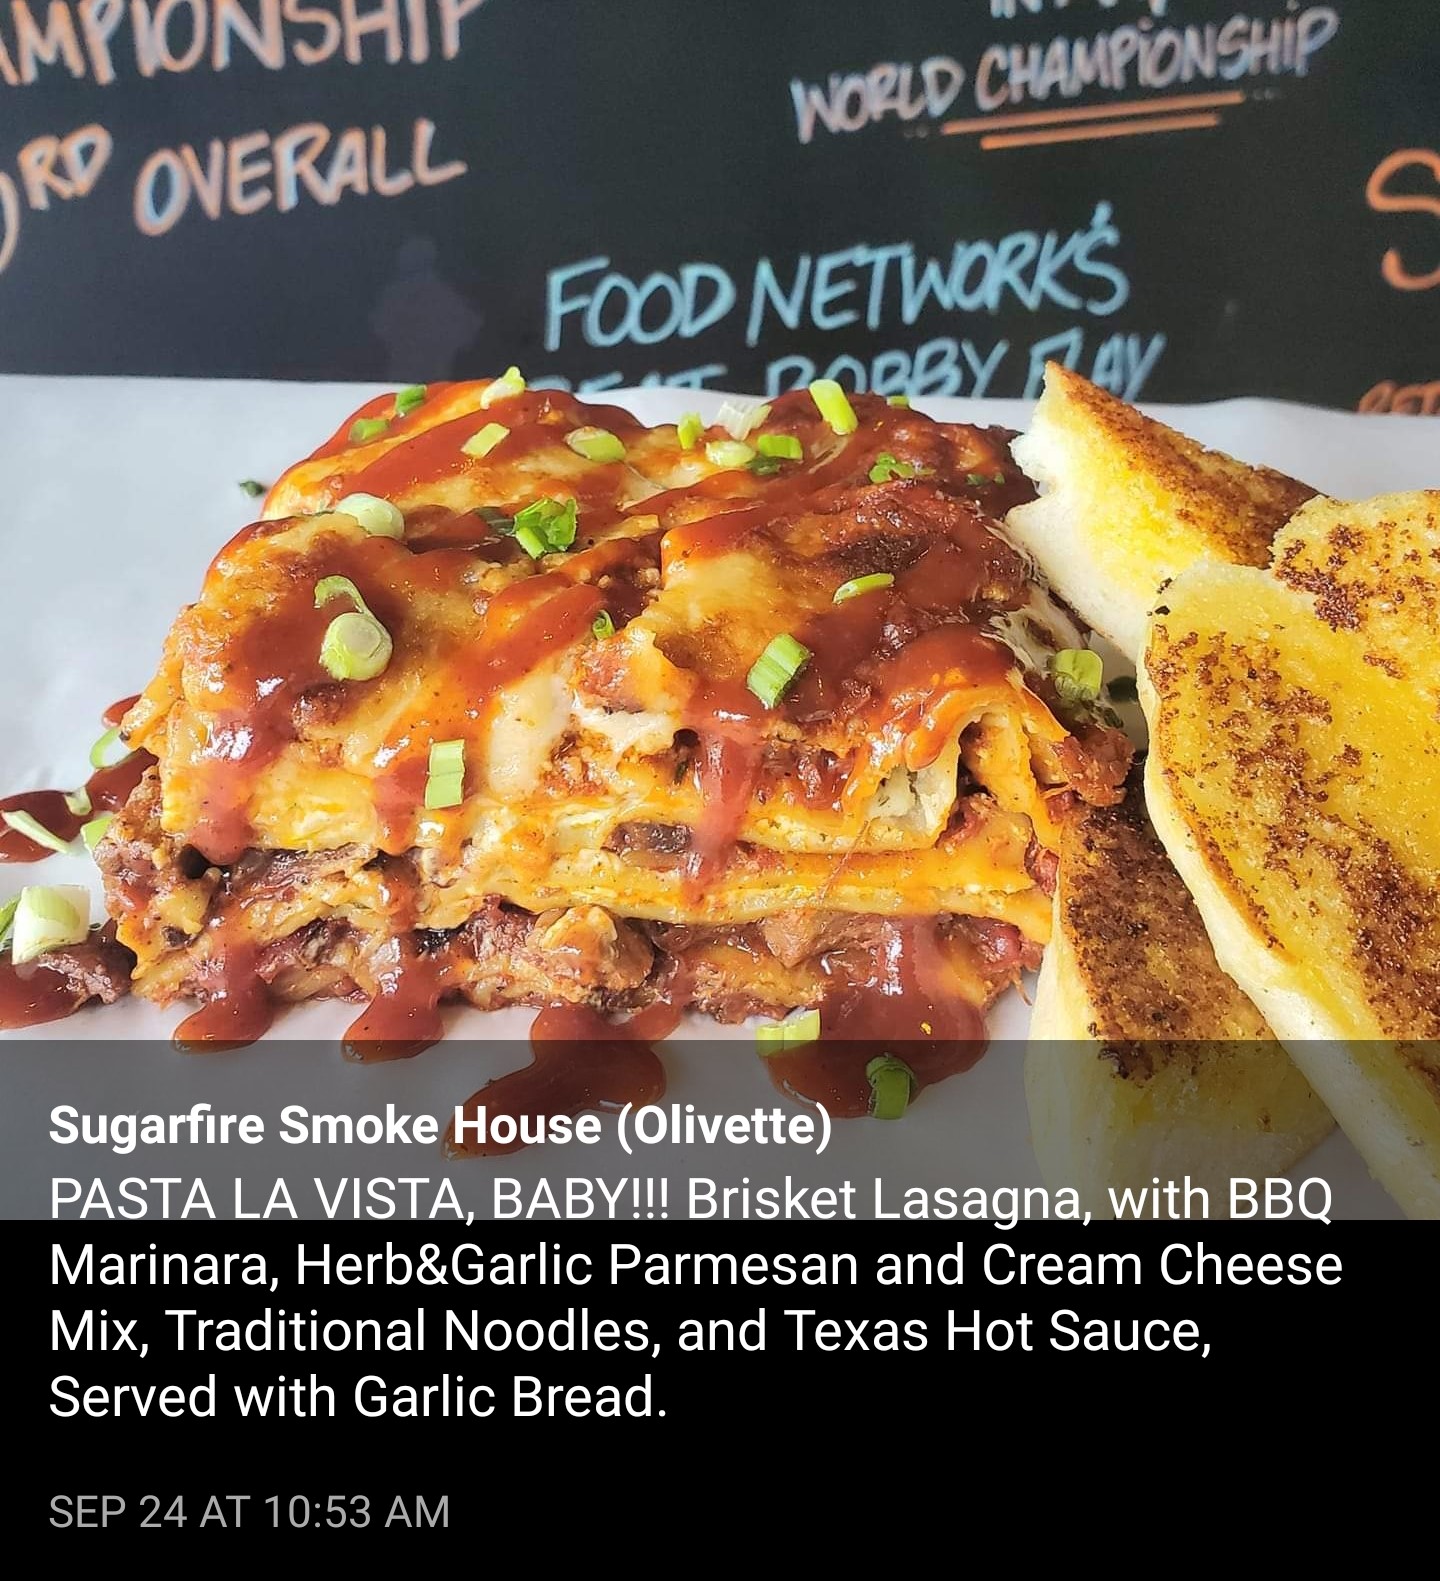 WORLD CHAMPIONSHIP
OVERALL
FOOD NETWORK'S
BOBBY FLAY
Sugarfire Smoke House (Olivette)
PASTA LA VISTA, BABY!!! Brisket Lasagna, with BBQ
Marinara, Herb&Garlic Parmesan and Cream Cheese
Mix, Traditional Noodles, and Texas Hot Sauce,
Served with Garlic Bread.
SEP 24 AT 10:53 AM